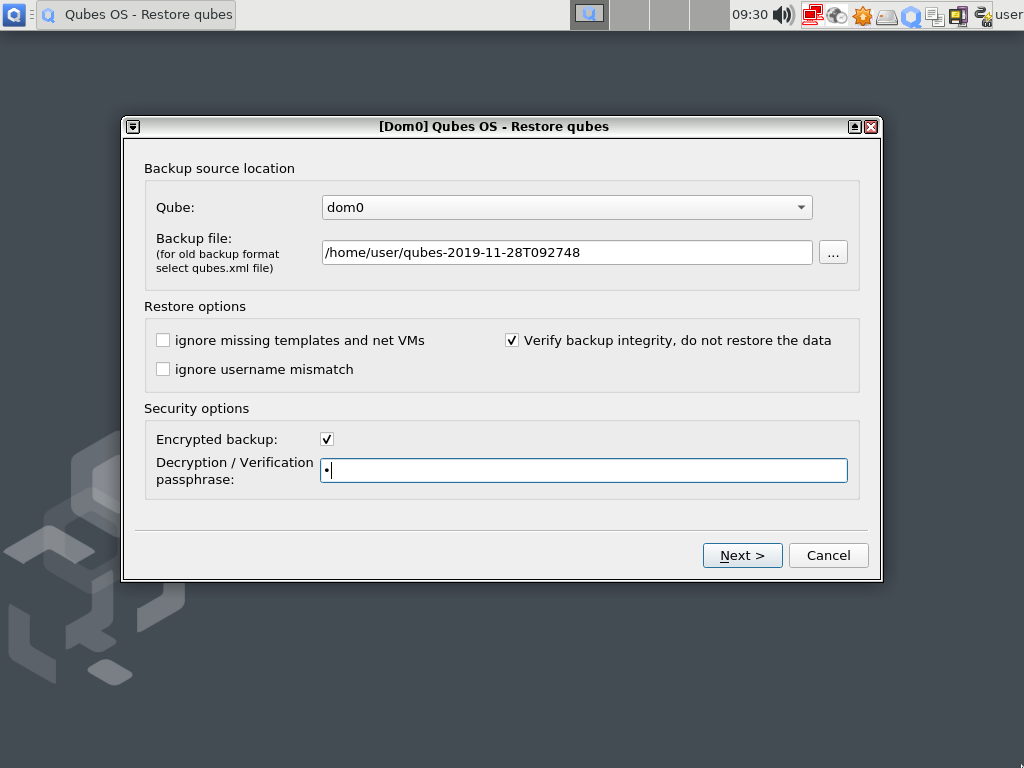 Qubes OS - Restore qubes
09:30
user
[Dom0] Qubes OS - Restore qubes
Backup source location
Qube:
dom0
Backup file:
(for old backup format
select qubes.xml file)
/home/user/qubes-2019-11-28T092748
...
Restore options
ignore missing templates and net VMs
Verify backup integrity, do not restore the data
ignore username mismatch
Security options
Encrypted backup:
Decryption / Verification
passphrase:
•
Next >
Cancel